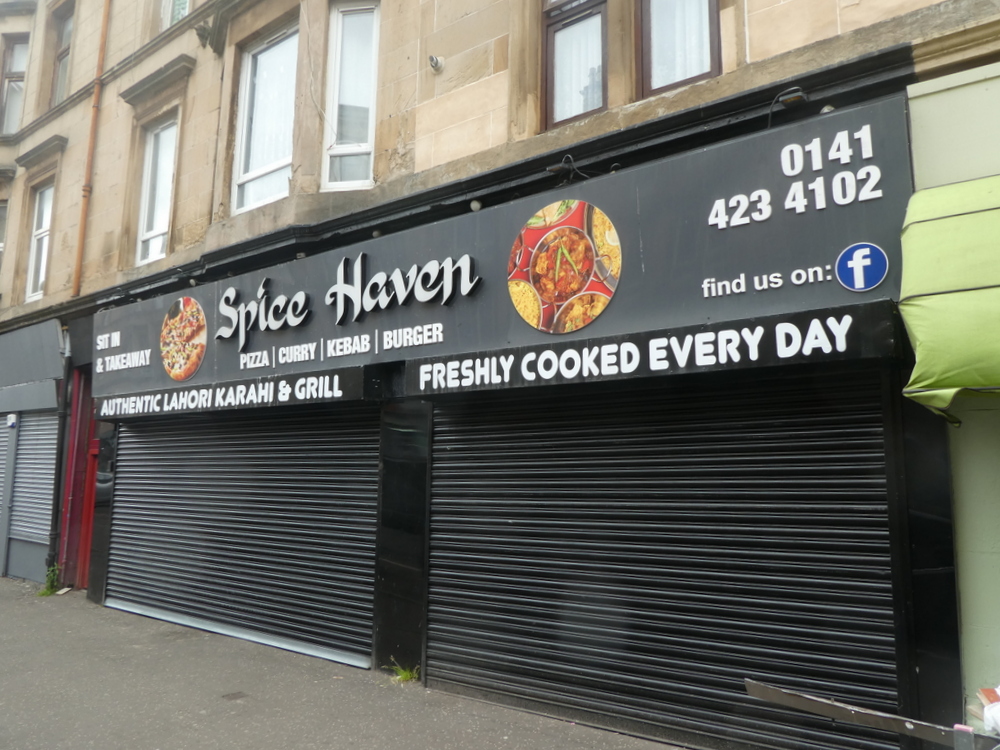 0141
423 4102
find us on: f
Spice Haven
SIT IN
& TAKEAWAY
PIZZA | CURRY | KEBAB | BURGER
AUTHENTIC LAHORI KARAHI & GRILL
FRESHLY COOKED EVERY DAY